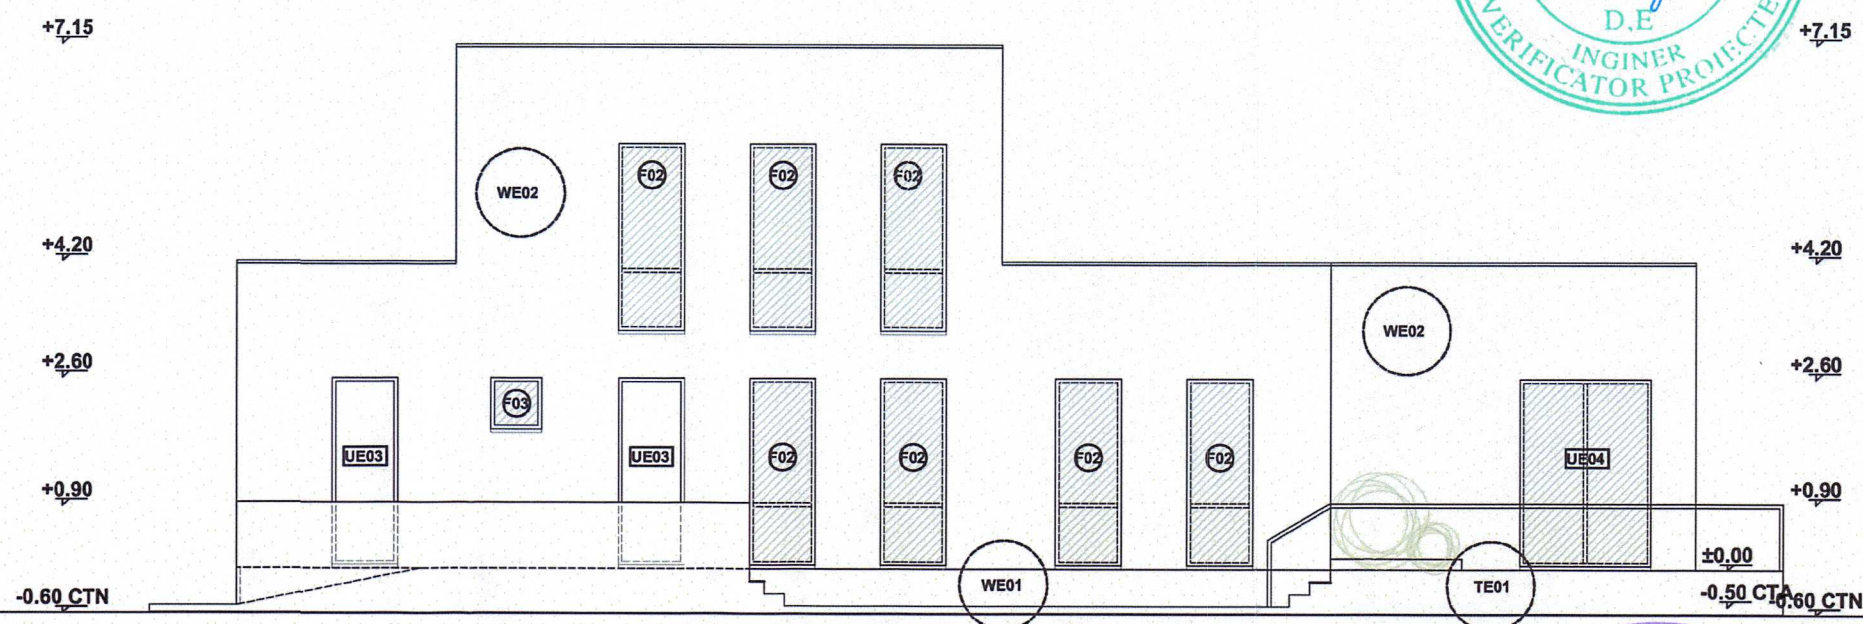 +7.15
D.E
INGINER
VERIFICATOR PROIECTE
+7.15
F02
F02
F02
WE02
+4.20
+4.20
WE02
+2.60
+2.60
F03
UE03
UE03
F02
F02
F02
F02
UE04
+0.90
+0.90
±0.00
WE01
TE01
-0.60 CTN
-0.50 CTA
-0.60 CTN